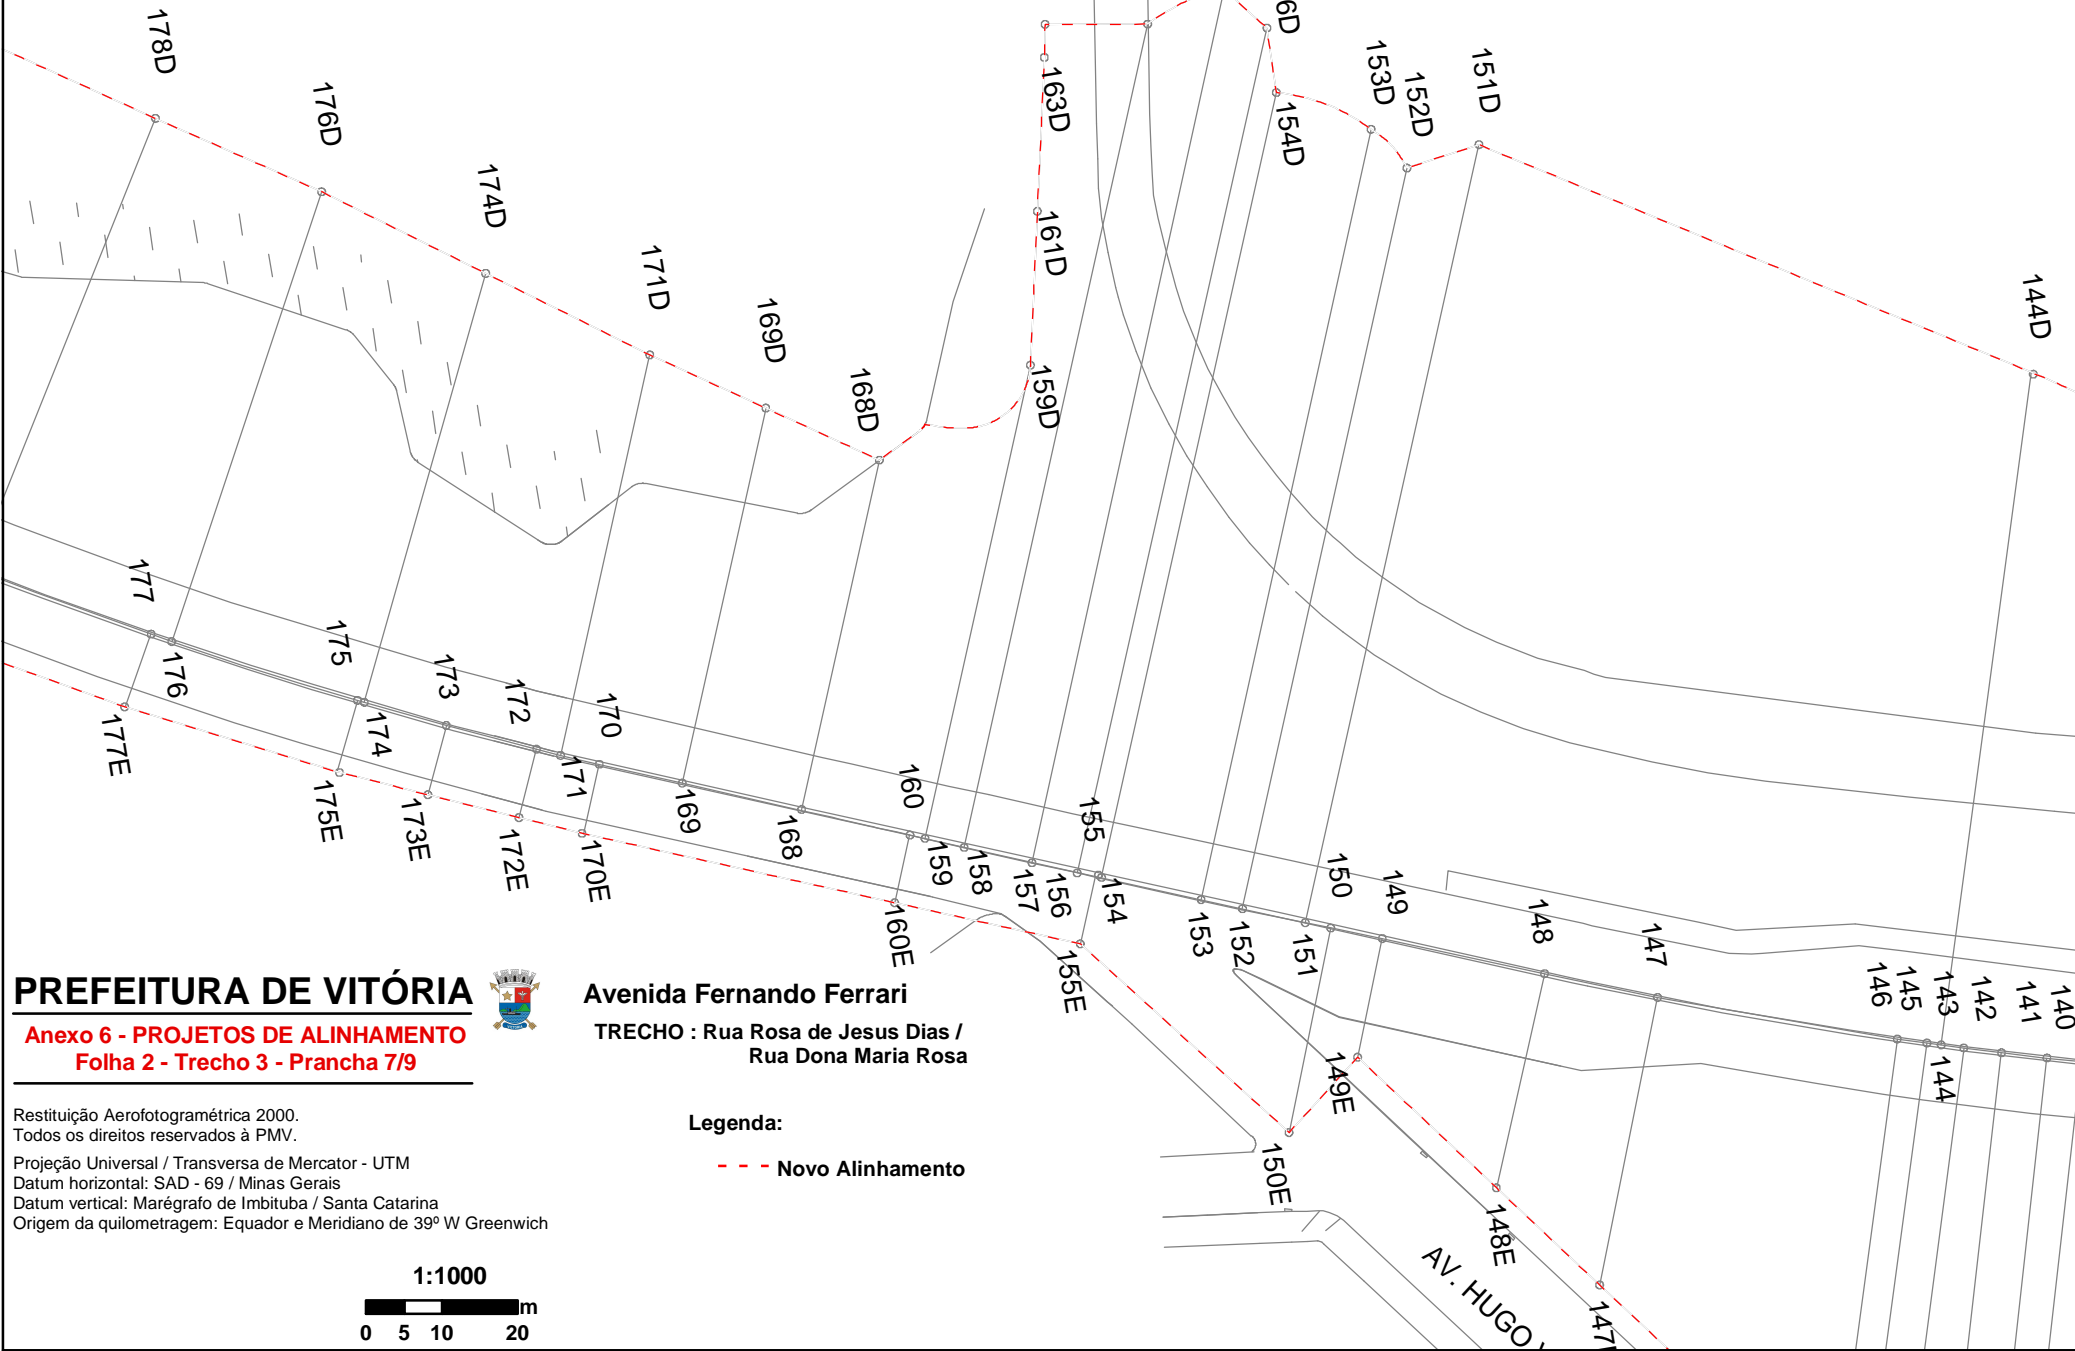 178D
176D
174D
171D
169D
168D
163D
161D
159D
6D
154D
153D
152D
151D
144D
177
176
175
174
173
172
171
170
169
168
160
159
158
157
156
155
154
153
152
151
150
149
148
147
146
145
144
143
142
141
140
177E
175E
173E
172E
170E
160E
155E
150E
149E
148E
147
AV. HUGO
PREFEITURA DE VITÓRIA
Anexo 6 - PROJETOS DE ALINHAMENTO
Folha 2 - Trecho 3 - Prancha 7/9
Restituição Aerofotogramétrica 2000.
Todos os direitos reservados à PMV.
Projeção Universal / Transversa de Mercator - UTM
Datum horizontal: SAD - 69 / Minas Gerais
Datum vertical: Marégrafo de Imbituba / Santa Catarina
Origem da quilometragem: Equador e Meridiano de 39º W Greenwich
1:1000
m
0 5 10 20
Avenida Fernando Ferrari
TRECHO : Rua Rosa de Jesus Dias /
Rua Dona Maria Rosa
Legenda:
Novo Alinhamento